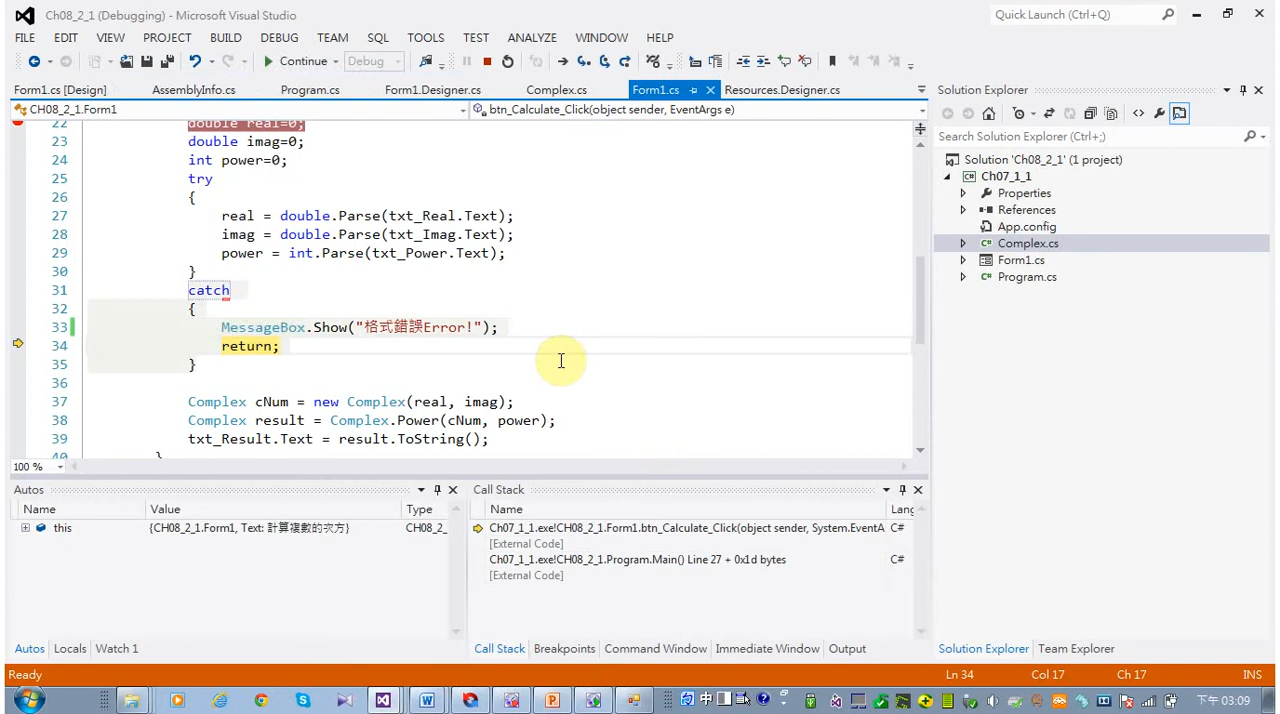 Ch08_2_1 (Debugging) - Microsoft Visual Studio
Quick Launch (Ctrl+Q)
FILE EDIT VIEW PROJECT BUILD DEBUG TEAM SQL TOOLS TEST ANALYZE WINDOW HELP
Continue Debug
Form1.cs [Design] AssemblyInfo.cs Program.cs Form1.Designer.cs Complex.cs Form1.cs Resources.Designer.cs
CH08_2_1.Form1 btn_Calculate_Click(object sender, EventArgs e)
22 double real=0;
23 double imag=0;
24 int power=0;
25 try
26 {
27 real = double.Parse(txt_Real.Text);
28 imag = double.Parse(txt_Imag.Text);
29 power = int.Parse(txt_Power.Text);
30 }
31 catch
32 {
33 MessageBox.Show("格式錯誤Error!");
34 return;
35 }
36
37 Complex cNum = new Complex(real, imag);
38 Complex result = Complex.Power(cNum, power);
39 txt_Result.Text = result.ToString();
40 }
100 %
Solution Explorer
Search Solution Explorer (Ctrl+;)
Solution 'Ch08_2_1' (1 project)
Ch07_1_1
Properties
References
App.config
Complex.cs
Form1.cs
Program.cs
Autos
Name Value Type
this {CH08_2_1.Form1, Text: 計算複數的次方} CH08_2_
Autos Locals Watch 1
Call Stack
Name Lang
Ch07_1_1.exe!CH08_2_1.Form1.btn_Calculate_Click(object sender, System.EventA C#
[External Code]
Ch07_1_1.exe!CH08_2_1.Program.Main() Line 27 + 0x1d bytes C#
[External Code]
Call Stack Breakpoints Command Window Immediate Window Output
Solution Explorer Team Explorer
Ready Ln 34 Col 17 Ch 17 INS
中
下午 03:09